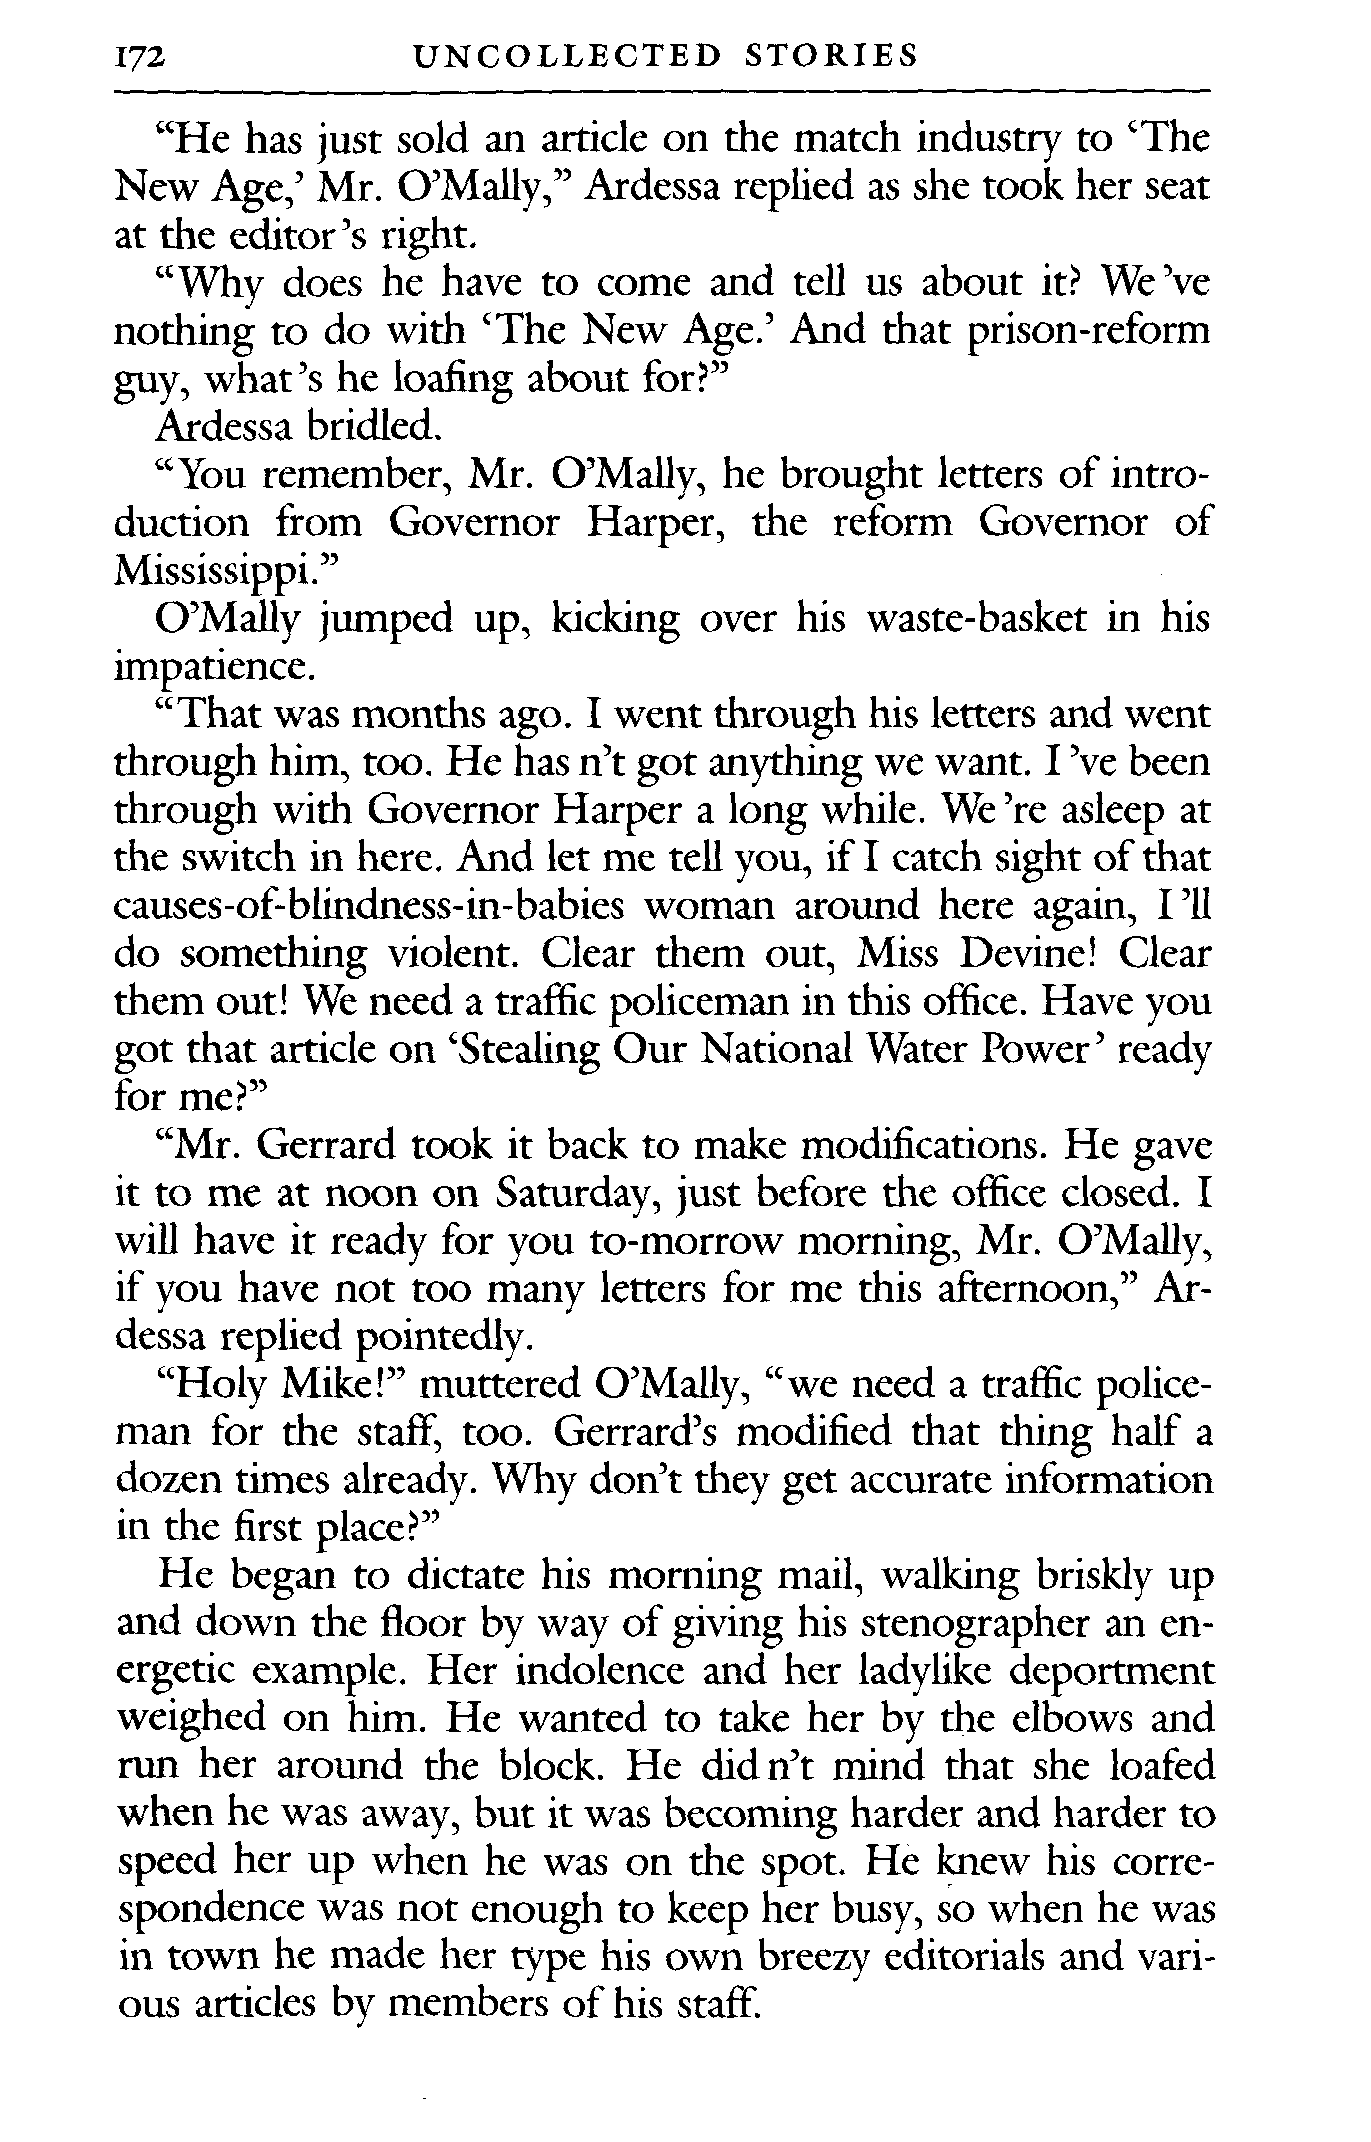 172 UNCOLLECTED STORIES
“He has just sold an article on the match industry to ‘The
New Age,’ Mr. O’Mally,” Ardessa replied as she took her seat
at the editor’s right.
“Why does he have to come and tell us about it? We’ve
nothing to do with ‘The New Age.’ And that prison-reform
guy, what’s he loafing about for?”
Ardessa bridled.
“You remember, Mr. O’Mally, he brought letters of intro-
duction from Governor Harper, the reform Governor of
Mississippi.”
O’Mally jumped up, kicking over his waste-basket in his
impatience.
“That was months ago. I went through his letters and went
through him, too. He has n’t got anything we want. I ’ve been
through with Governor Harper a long while. We ’re asleep at
the switch in here. And let me tell you, if I catch sight of that
causes-of-blindness-in-babies woman around here again, I ’ll
do something violent. Clear them out, Miss Devine! Clear
them out! We need a traffic policeman in this office. Have you
got that article on ‘Stealing Our National Water Power’ ready
for me?”
“Mr. Gerrard took it back to make modifications. He gave
it to me at noon on Saturday, just before the office closed. I
will have it ready for you to-morrow morning, Mr. O’Mally,
if you have not too many letters for me this afternoon,” Ar-
dessa replied pointedly.
“Holy Mike!” muttered O’Mally, “we need a traffic police-
man for the staff, too. Gerrard’s modified that thing half a
dozen times already. Why don’t they get accurate information
in the first place?”
He began to dictate his morning mail, walking briskly up
and down the floor by way of giving his stenographer an en-
ergetic example. Her indolence and her ladylike deportment
weighed on him. He wanted to take her by the elbows and
run her around the block. He did n’t mind that she loafed
when he was away, but it was becoming harder and harder to
speed her up when he was on the spot. He knew his corre-
spondence was not enough to keep her busy, so when he was
in town he made her type his own breezy editorials and vari-
ous articles by members of his staff.